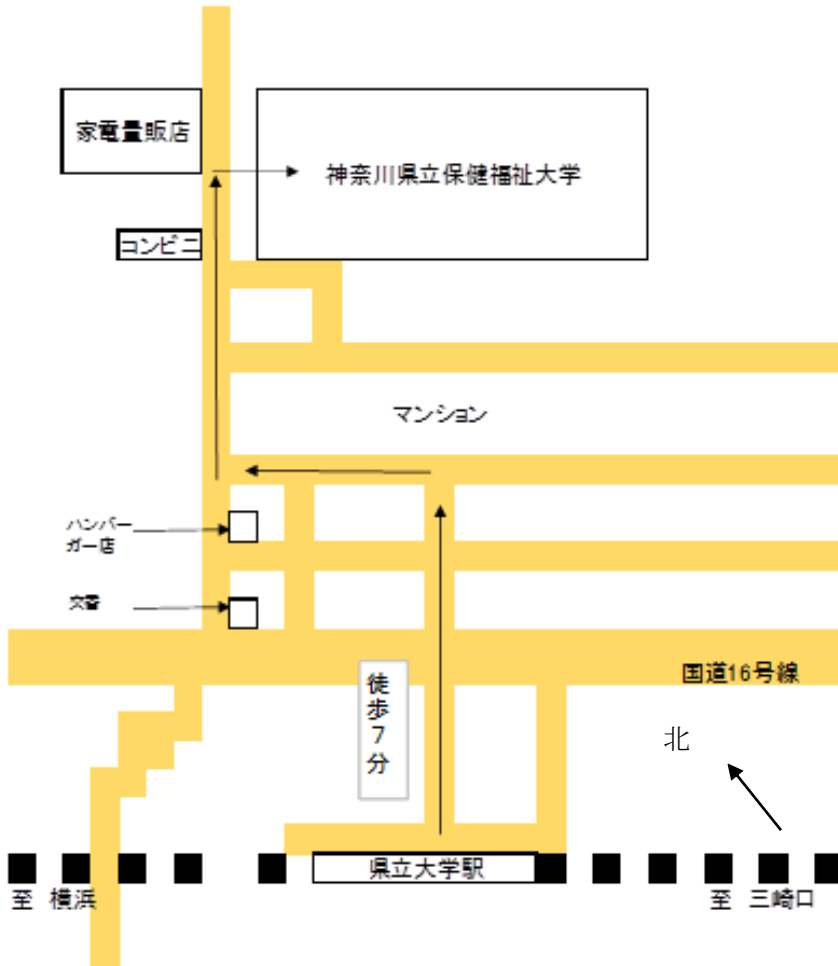 家電量販店
神奈川県立保健福祉大学
コンビニ
マンション
ハンバー
ガー店
交番
国道16号線
徒歩7分
北
県立大学駅
至 横浜
至 三崎口